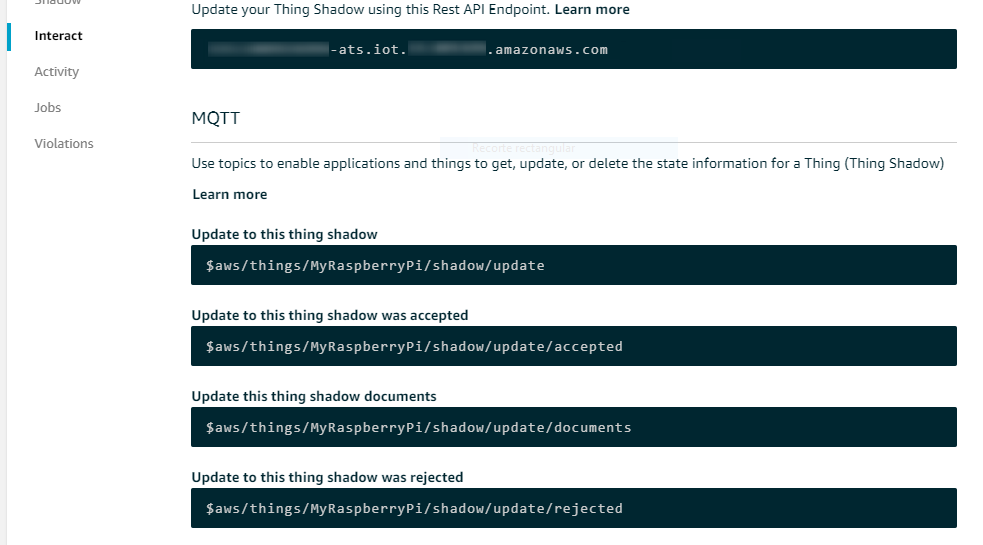 Shadow
Update your Thing Shadow using this Rest API Endpoint. Learn more
Interact
-ats.iot. .amazonaws.com
Activity
Jobs
MQTT
Violations
Recorte rectangular
Use topics to enable applications and things to get, update, or delete the state information for a Thing (Thing Shadow)
Learn more
Update to this thing shadow
$aws/things/MyRaspberryPi/shadow/update
Update to this thing shadow was accepted
$aws/things/MyRaspberryPi/shadow/update/accepted
Update this thing shadow documents
$aws/things/MyRaspberryPi/shadow/update/documents
Update to this thing shadow was rejected
$aws/things/MyRaspberryPi/shadow/update/rejected